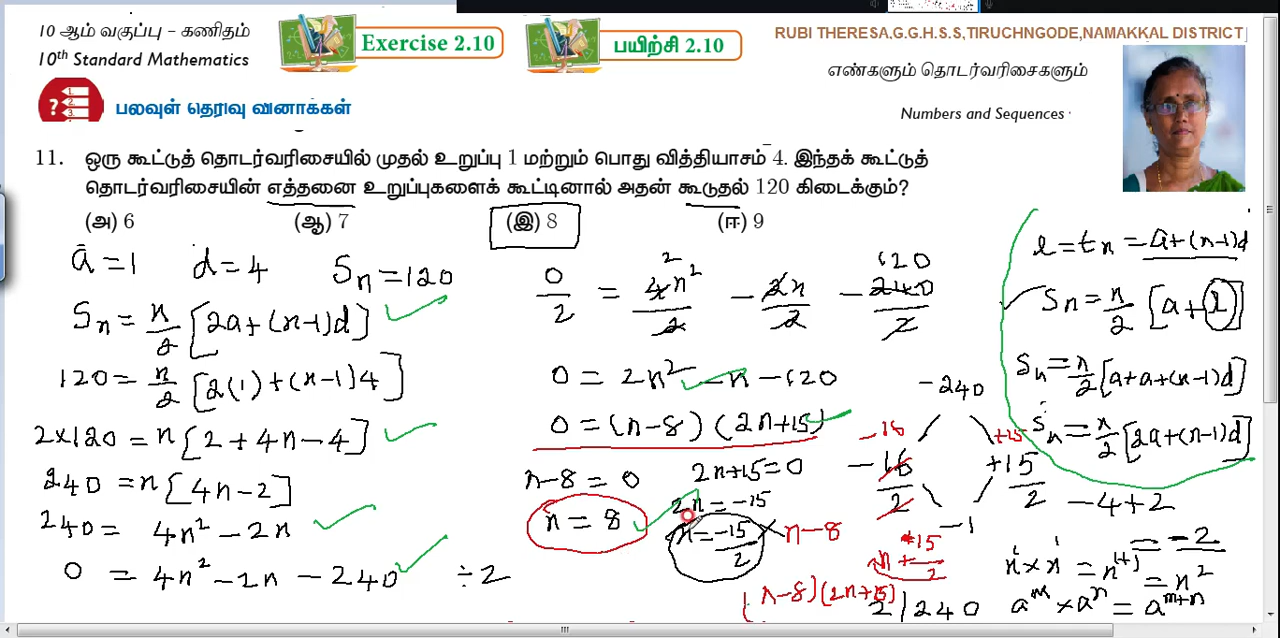 10 ஆம் வகுப்பு - கணிதம்
10th Standard Mathematics
Exercise 2.10
பயிற்சி 2.10
RUBI THERESA,G.G.H.S.S,TIRUCHNGODE,NAMAKKAL DISTRICT
எண்களும் தொடர்வரிசைகளும்
Numbers and Sequences
பலவுள் தெரிவு வினாக்கள்
11. ஒரு கூட்டுத் தொடர்வரிசையில் முதல் உறுப்பு 1 மற்றும் பொது வித்தியாசம் 4. இந்தக் கூட்டுத்
தொடர்வரிசையின் எத்தனை உறுப்புகளைக் கூட்டினால் அதன் கூடுதல் 120 கிடைக்கும்?
(அ) 6 (ஆ) 7 (இ) 8 (ஈ) 9
a = 1 d = 4 Sn = 120
Sn = n/2 [2a + (n-1)d]
120 = n/2 [2(1) + (n-1)4]
2x120 = n[2 + 4n - 4]
240 = n[4n - 2]
240 = 4n² - 2n
0 = 4n² - 2n - 240 ÷2
0/2 = 4n²/2 - 2n/2 - 240/2
2 120
0 = 2n² - n - 120
0 = (n-8) (2n+15)
n-8 = 0 2n+15 = 0
n = 8 2n = -15
n = -15/2
-240
-16 +15
-16/2 +15/2
-1
n-8 n+15/2
(n-8)(2n+15)
2|240
l = tn = a+(n-1)d
Sn = n/2 [a+l]
Sn = n/2 [a+a+(n-1)d]
Sn = n/2 [2a+(n-1)d]
-4+2
= -2
n¹ x n¹ = n¹⁺¹
= n²
aᵐ x aⁿ = aᵐ⁺ⁿ